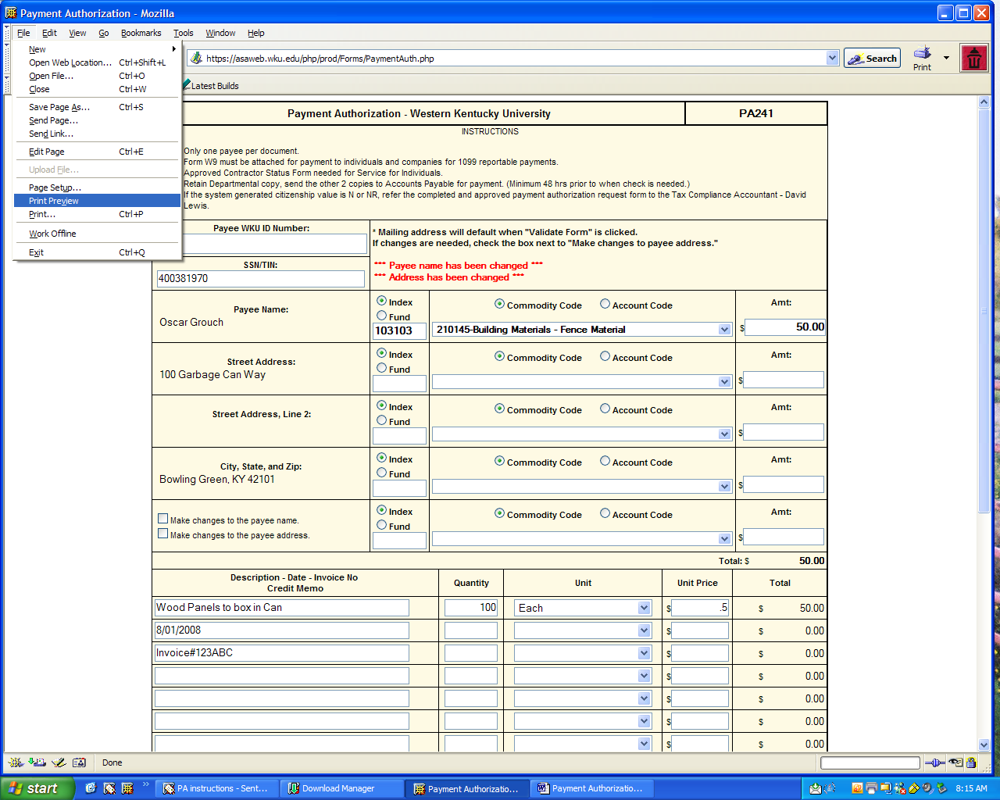 Payment Authorization - Mozilla
File Edit View Go Bookmarks Tools Window Help
New
Open Web Location... Ctrl+Shift+L
Open File... Ctrl+O
Close Ctrl+W
Save Page As... Ctrl+S
Send Page...
Send Link...
Edit Page Ctrl+E
Upload File...
Page Setup...
Print Preview
Print... Ctrl+P
Work Offline
Exit Ctrl+Q
https://asaweb.wku.edu/php/prod/Forms/PaymentAuth.php
Search
Print
Latest Builds
Payment Authorization - Western Kentucky University PA241
INSTRUCTIONS
Only one payee per document.
Form W9 must be attached for payment to individuals and companies for 1099 reportable payments.
Approved Contractor Status Form needed for Service for Individuals.
Retain Departmental copy, send the other 2 copies to Accounts Payable for payment. (Minimum 48 hrs prior to when check is needed.)
If the system generated citizenship value is N or NR, refer the completed and approved payment authorization request form to the Tax Compliance Accountant - David
Lewis.
Payee WKU ID Number:
* Mailing address will default when "Validate Form" is clicked.
If changes are needed, check the box next to "Make changes to payee address."
SSN/TIN:
400381970
*** Payee name has been changed ***
*** Address has been changed ***
Payee Name:
Oscar Grouch
Index
Fund
103103
Commodity Code Account Code
210145-Building Materials - Fence Material
Amt:
$ 50.00
Street Address:
100 Garbage Can Way
Index
Fund
Commodity Code Account Code
Amt:
$
Street Address, Line 2:
Index
Fund
Commodity Code Account Code
Amt:
$
City, State, and Zip:
Bowling Green, KY 42101
Index
Fund
Commodity Code Account Code
Amt:
$
Make changes to the payee name.
Make changes to the payee address.
Index
Fund
Commodity Code Account Code
Amt:
$
Total: $ 50.00
Description - Date - Invoice No
Credit Memo
Quantity Unit Unit Price Total
Wood Panels to box in Can 100 Each $ .5 $ 50.00
8/01/2008 $ $ 0.00
Invoice#123ABC $ $ 0.00
$ $ 0.00
$ $ 0.00
$ $ 0.00
$ $ 0.00
Done
start
PA instructions - Sent...
Download Manager
Payment Authorizatio...
Payment Authorizatio...
8:15 AM